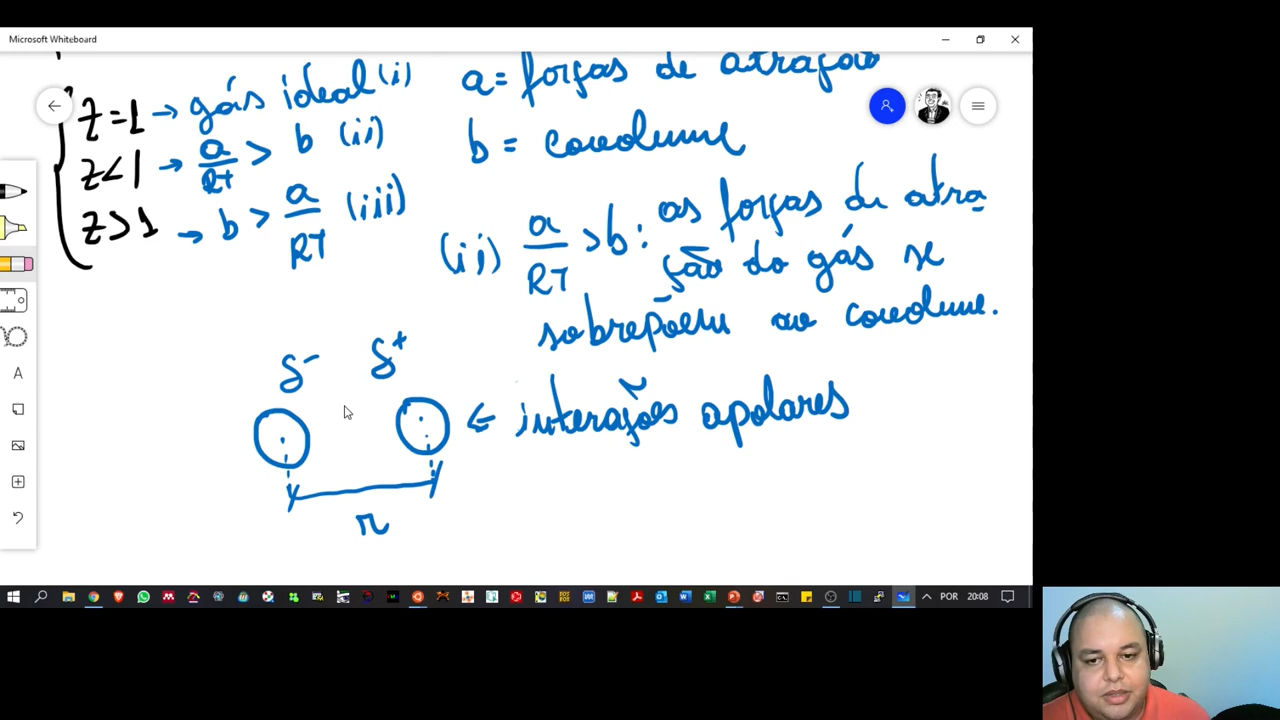 Microsoft Whiteboard
a = forças de atração
z = 1 → gás ideal (i)
b = covolume
z < 1 → a/RT > b (ii)
z > 1 → b > a/RT (iii)
(ii) a/RT > b: as forças de atra
ção do gás se
sobrepõem ao covolume.
δ⁻ δ⁺
← interações apolares
r
A
POR 20:08